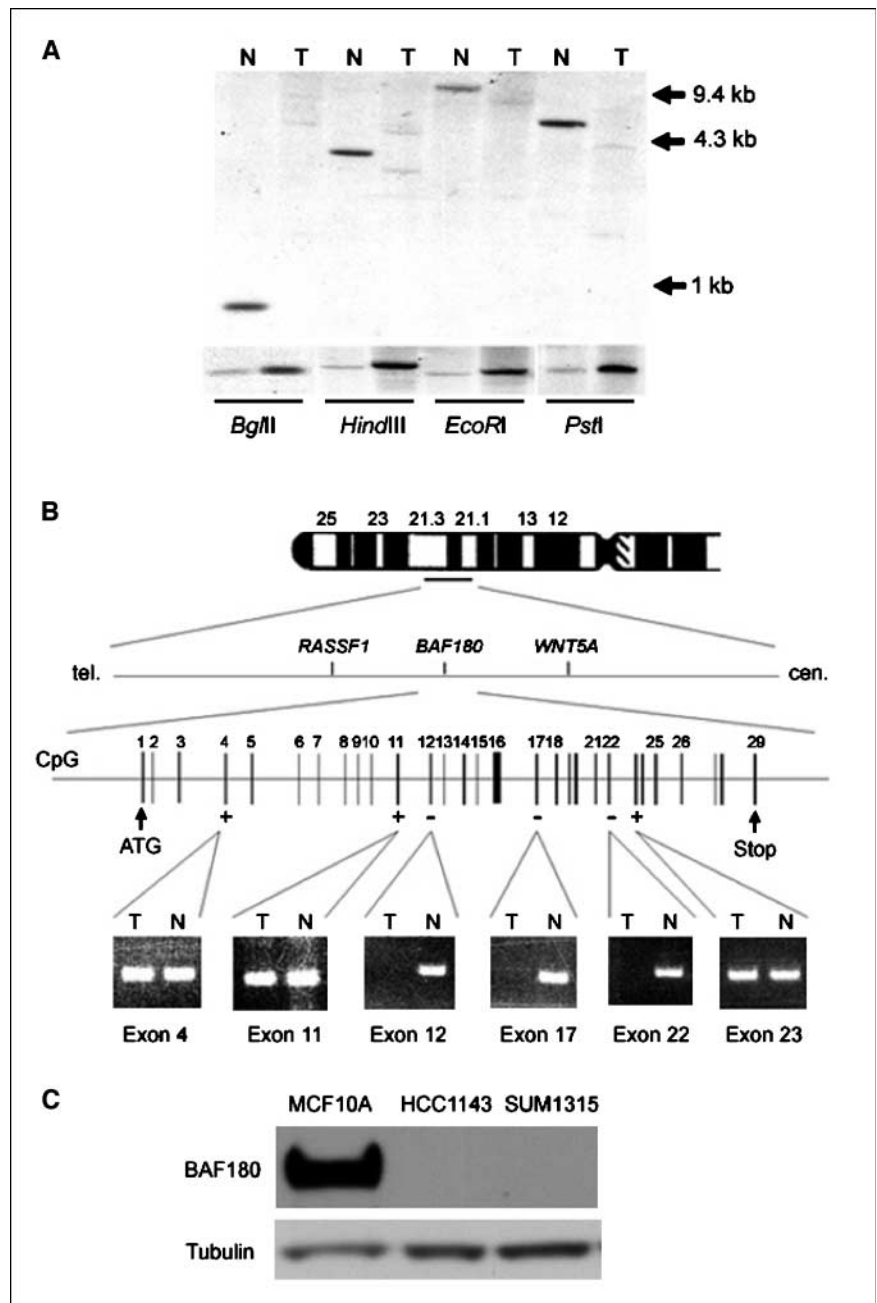 A
N T N T N T N T
9.4 kb
4.3 kb
1 kb
BglII HindIII EcoRI PstI
B
25 23 21.3 21.1 13 12
RASSF1 BAF180 WNT5A
tel. cen.
1 2 3 4 5 6 7 8 9 10 11 12 13 14 15 16 17 18 21 22 25 26 29
CpG
+ + - - - +
ATG Stop
T N T N T N T N T N T N
Exon 4 Exon 11 Exon 12 Exon 17 Exon 22 Exon 23
C
MCF10A HCC1143 SUM1315
BAF180
Tubulin